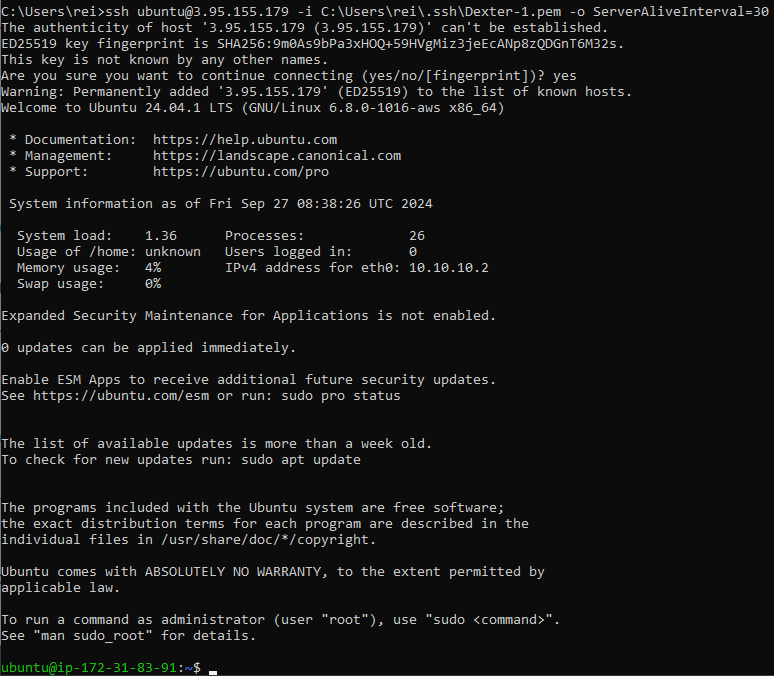 C:\Users\rei>ssh ubuntu@3.95.155.179 -i C:\Users\rei\.ssh\Dexter-1.pem -o ServerAliveInterval=30
The authenticity of host '3.95.155.179 (3.95.155.179)' can't be established.
ED25519 key fingerprint is SHA256:9m0As9bPa3xHOQ+59HVgMiz3jeEcANp8zQDGnT6M32s.
This key is not known by any other names.
Are you sure you want to continue connecting (yes/no/[fingerprint])? yes
Warning: Permanently added '3.95.155.179' (ED25519) to the list of known hosts.
Welcome to Ubuntu 24.04.1 LTS (GNU/Linux 6.8.0-1016-aws x86_64)

 * Documentation:  https://help.ubuntu.com
 * Management:     https://landscape.canonical.com
 * Support:        https://ubuntu.com/pro

 System information as of Fri Sep 27 08:38:26 UTC 2024

  System load:    1.36      Processes:             26
  Usage of /home: unknown   Users logged in:       0
  Memory usage:   4%        IPv4 address for eth0: 10.10.10.2
  Swap usage:     0%

Expanded Security Maintenance for Applications is not enabled.

0 updates can be applied immediately.

Enable ESM Apps to receive additional future security updates.
See https://ubuntu.com/esm or run: sudo pro status


The list of available updates is more than a week old.
To check for new updates run: sudo apt update


The programs included with the Ubuntu system are free software;
the exact distribution terms for each program are described in the
individual files in /usr/share/doc/*/copyright.

Ubuntu comes with ABSOLUTELY NO WARRANTY, to the extent permitted by
applicable law.

To run a command as administrator (user "root"), use "sudo <command>".
See "man sudo_root" for details.

ubuntu@ip-172-31-83-91:~$